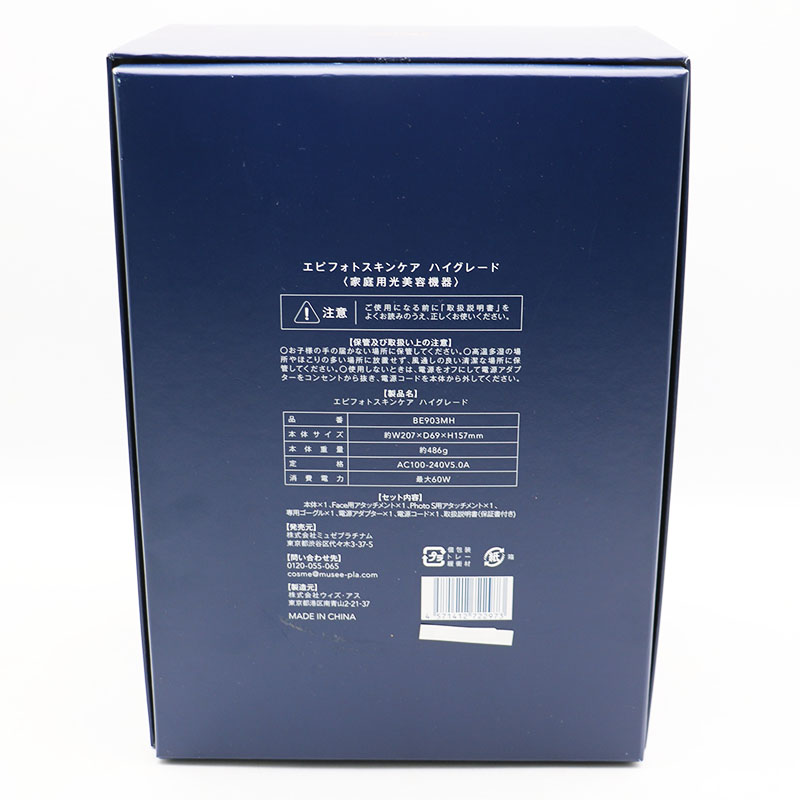 エピフォトスキンケア ハイグレード
〈家庭用光美容機器〉
注意
ご使用になる前に「取扱説明書」を
よくお読みのうえ、正しくお使いください。
【保管及び取扱い上の注意】
○お子様の手の届かない場所に保管してください。○高温多湿の場
所やほこりの多い場所に放置せず、風通しの良い清潔な場所に保
管してください。○使用しないときは、電源をオフにして電源アダプ
ターをコンセントから抜き、電源コードを本体から外してください。
【製品名】
エピフォトスキンケア ハイグレード
品番 BE903MH
本体サイズ 約W207×D69×H157mm
本体重量 約486g
定格 AC100-240V5.0A
消費電力 最大60W
【セット内容】
本体×1、Face用アタッチメント×1、Photo S用アタッチメント×1、
専用ゴーグル×1、電源アダプター×1、電源コード×1、取扱説明書(保証書付き)
【発売元】
株式会社ミュゼプラチナム
東京都渋谷区代々木3-37-5
【問い合わせ先】
0120-055-065
cosme@musee-pla.com
【製造元】
株式会社ウィズ・アス
東京都港区南青山2-21-37
MADE IN CHINA
プラ
個包装
トレー
緩衝材
紙
箱
4 571412 722973